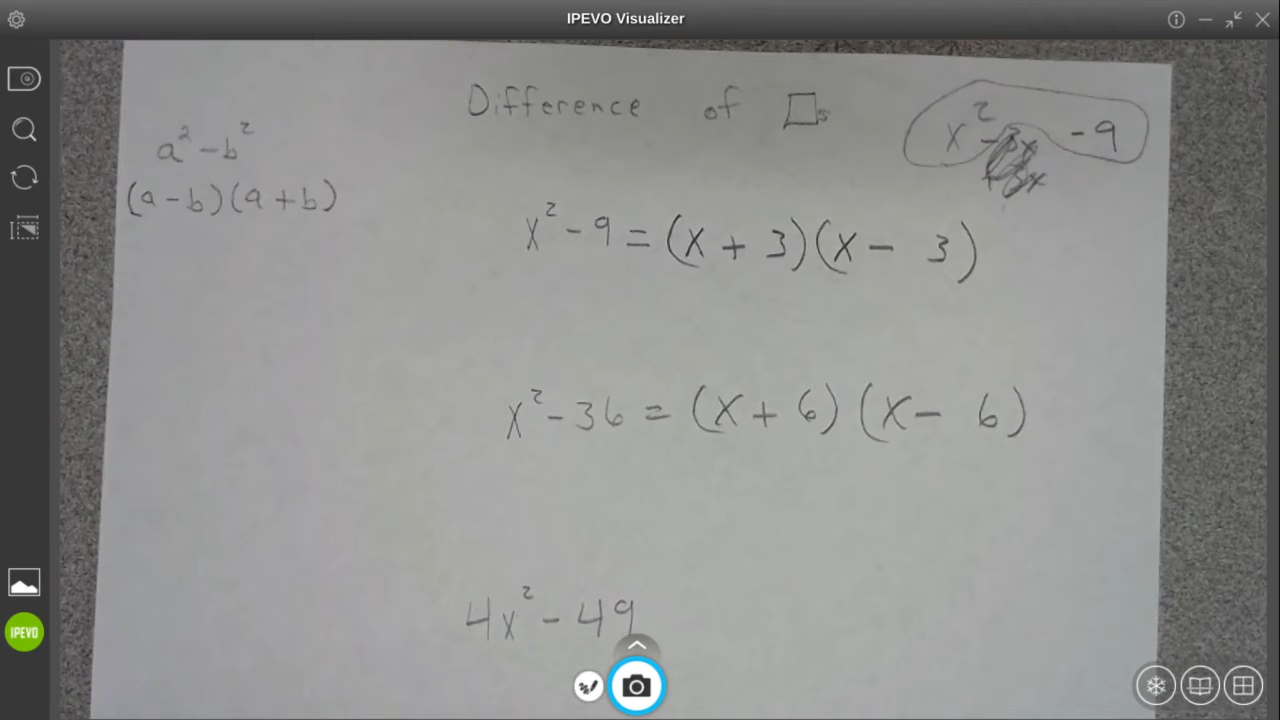 IPEVO Visualizer
Difference of □s
x² - 9
a² - b²
(a - b)(a + b)
x² - 9 = (x + 3)(x - 3)
x² - 36 = (x + 6)(x - 6)
4x² - 49
IPEVO